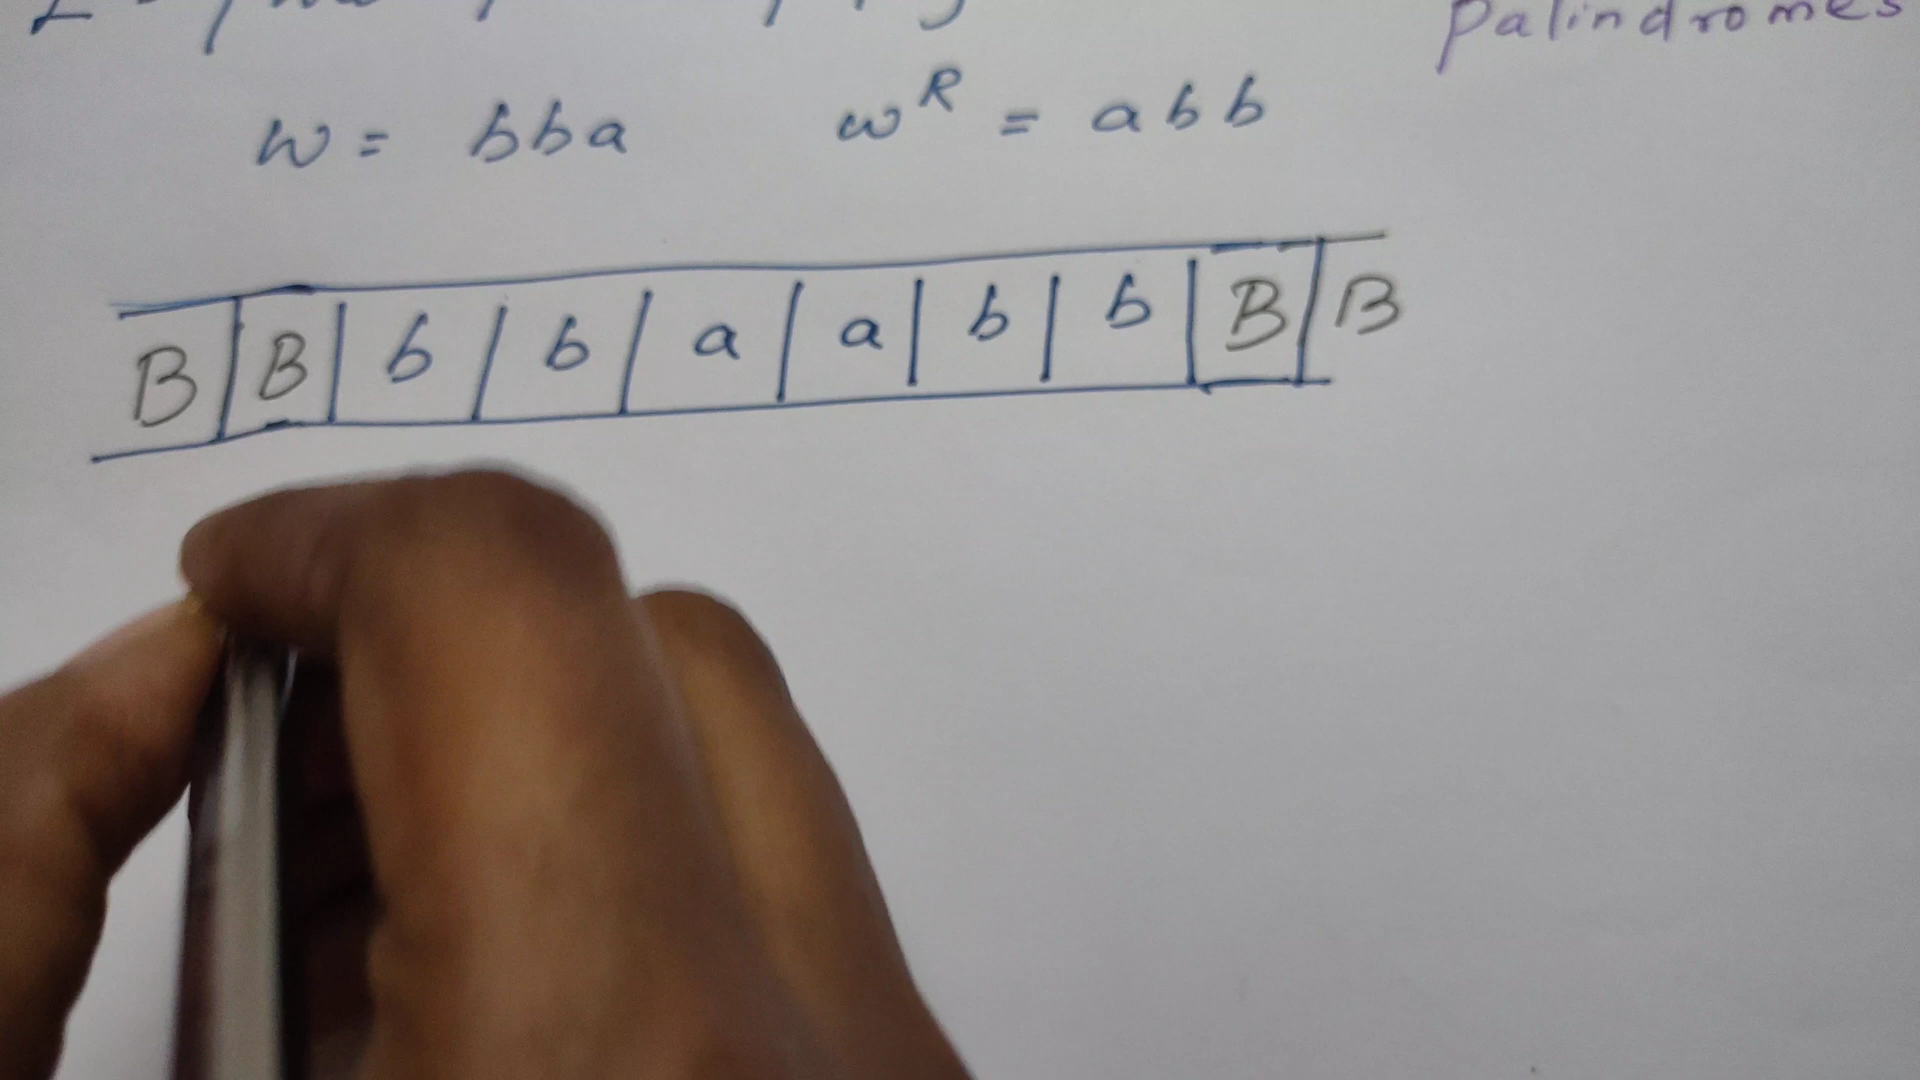 Palindromes
w = bba w^R = abb
B | B | b | b | a | a | b | b | B | B